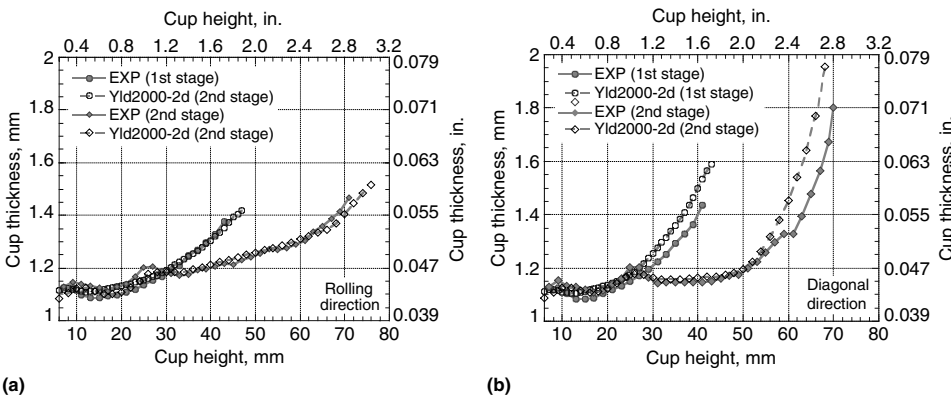 Cup height, in.
0.4 0.8 1.2 1.6 2.0 2.4 2.8 3.2
2 0.079
EXP (1st stage)
Yld2000-2d (2nd stage)
EXP (2nd stage)
Yld2000-2d (2nd stage)
1.8 0.071
1.6 0.063
1.4 0.055
1.2 0.047
1 0.039
Cup thickness, mm
Cup thickness, in.
Rolling
direction
0 10 20 30 40 50 60 70 80
Cup height, mm
(a)
Cup height, in.
0.4 0.8 1.2 1.6 2.0 2.4 2.8 3.2
2 0.079
EXP (1st stage)
Yld2000-2d (1st stage)
EXP (2nd stage)
Yld2000-2d (2nd stage)
1.8 0.071
1.6 0.063
1.4 0.055
1.2 0.047
1 0.039
Cup thickness, mm
Cup thickness, in.
Diagonal
direction
6 10 20 30 40 50 60 70 80
Cup height, mm
(b)